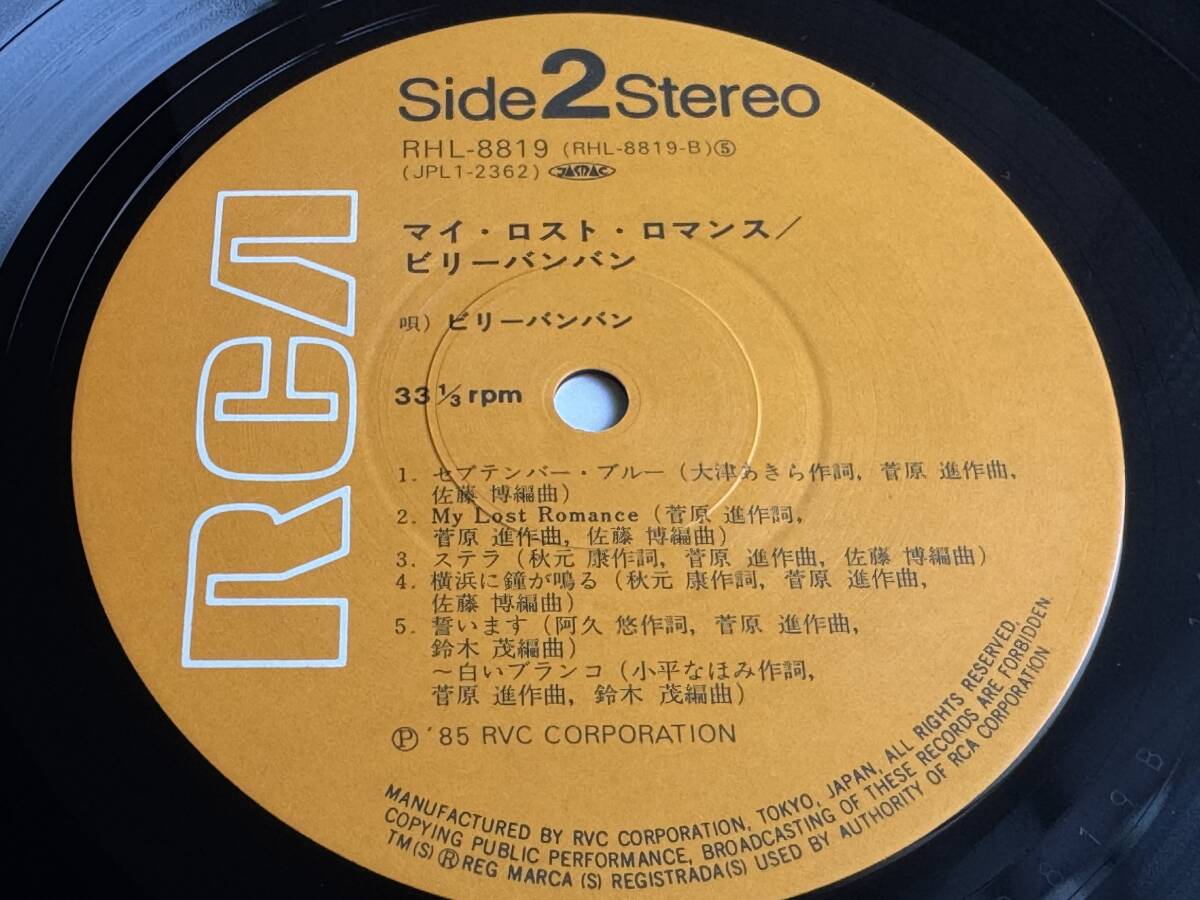 Side 2 Stereo
RHL-8819 (RHL-8819-B)⑤
(JPL1-2362) JASRAC
マイ・ロスト・ロマンス/
ビリーバンバン
唄) ビリーバンバン
33 1/3 rpm
RCA
1. セプテンバー・ブルー (大津あきら作詞, 菅原 進作曲,
佐藤 博編曲)
2. My Lost Romance (菅原 進作詞,
菅原 進作曲, 佐藤 博編曲)
3. ステラ (秋元 康作詞, 菅原 進作曲, 佐藤 博編曲)
4. 横浜に鐘が鳴る (秋元 康作詞, 菅原 進作曲,
佐藤 博編曲)
5. 誓います (阿久 悠作詞, 菅原 進作曲,
鈴木 茂編曲)
~白いブランコ (小平なほみ作詞,
菅原 進作曲, 鈴木 茂編曲)
Ⓟ '85 RVC CORPORATION
MANUFACTURED BY RVC CORPORATION, TOKYO, JAPAN, ALL RIGHTS RESERVED,
COPYING PUBLIC PERFORMANCE, BROADCASTING OF THESE RECORDS ARE FORBIDDEN.
TM(S) ® REG MARCA (S) REGISTRADA(S) USED BY AUTHORITY OF RCA CORPORATION.